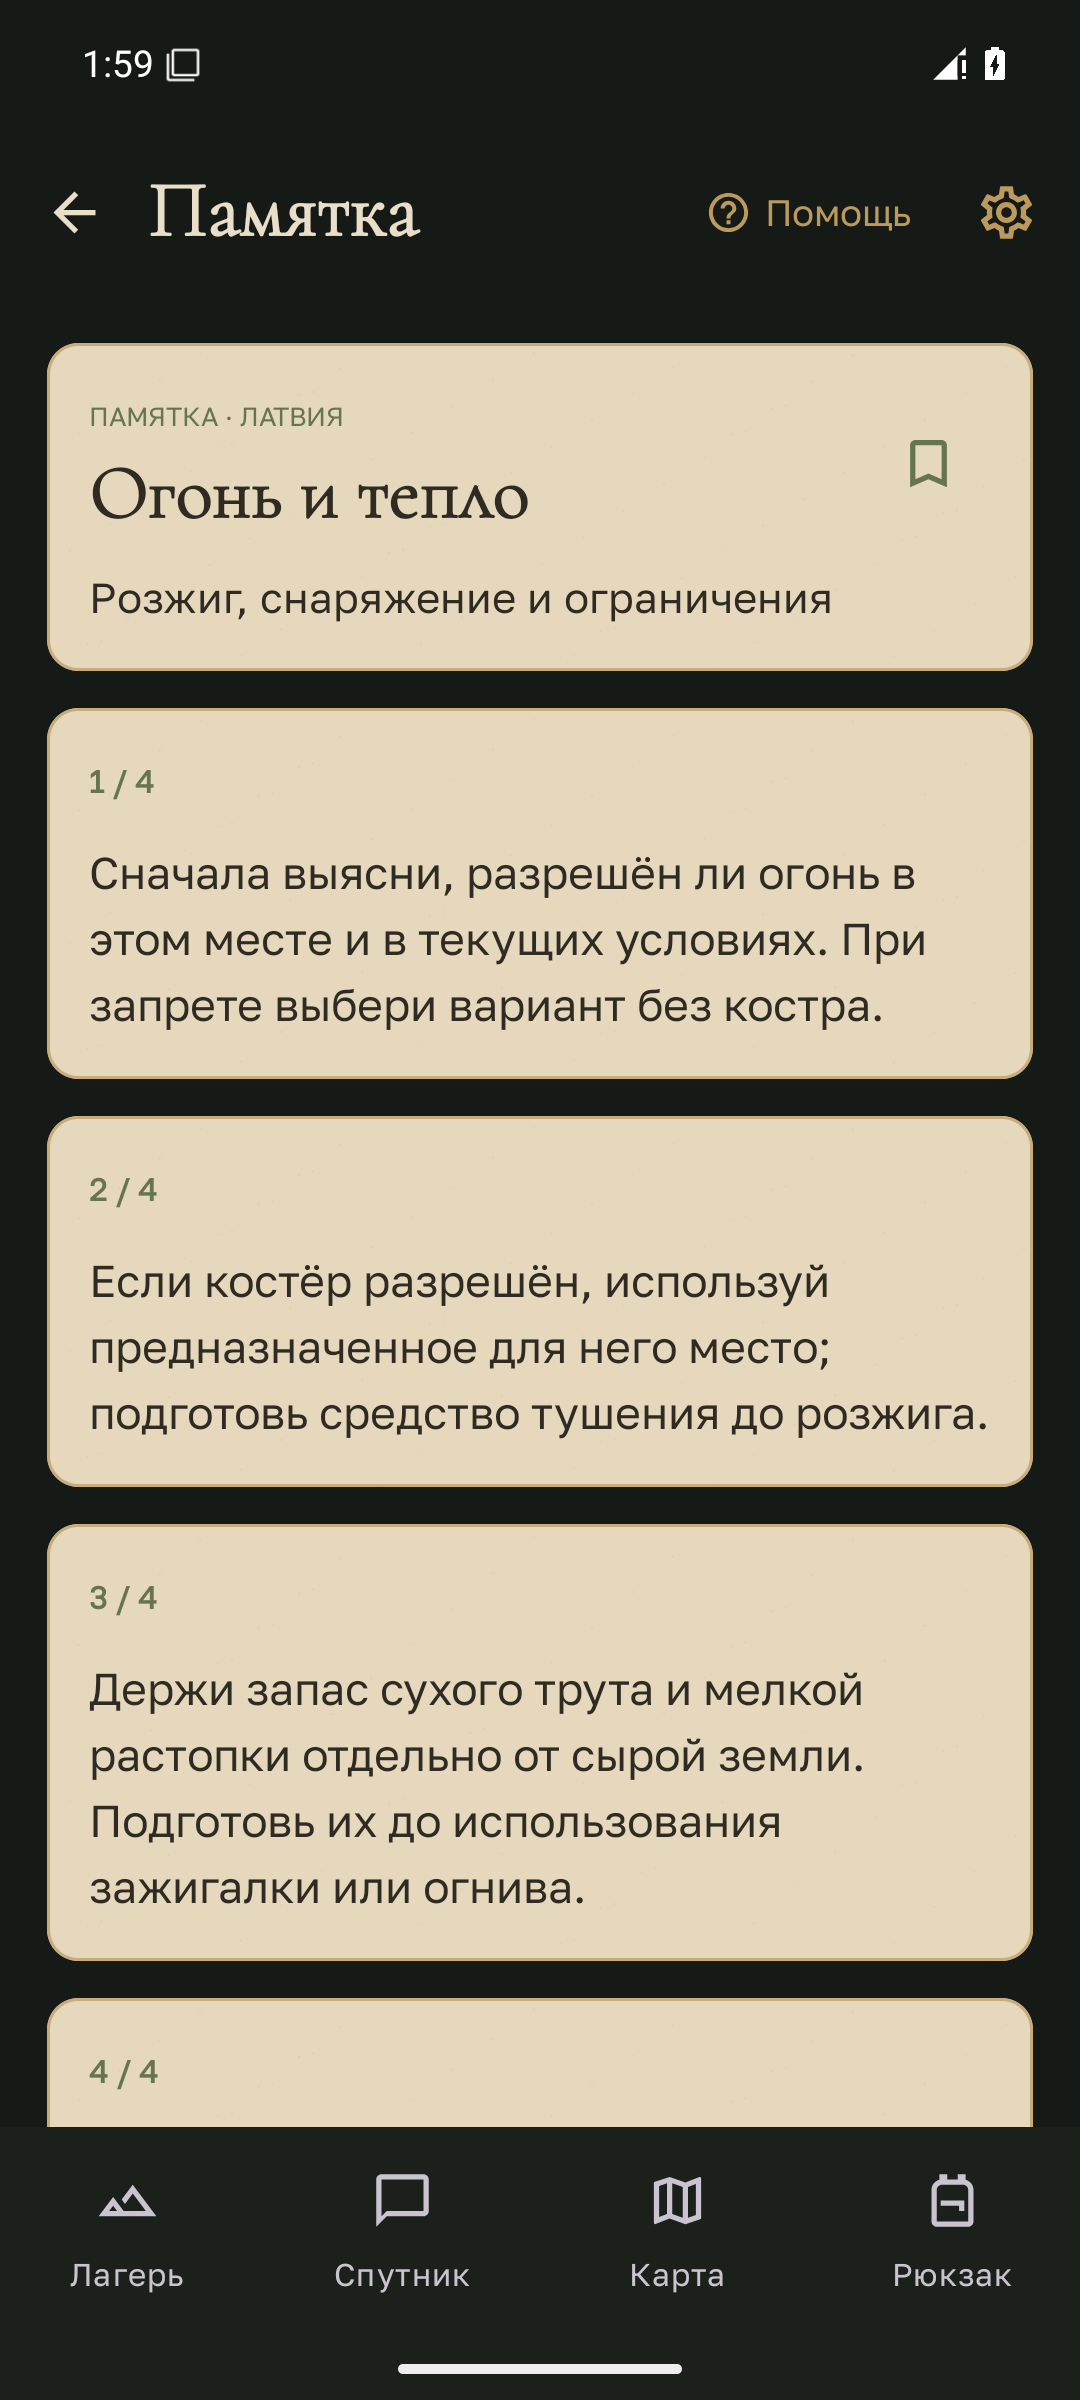 1:59
Памятка
Помощь
ПАМЯТКА · ЛАТВИЯ
Огонь и тепло
Розжиг, снаряжение и ограничения
1 / 4
Сначала выясни, разрешён ли огонь в
этом месте и в текущих условиях. При
запрете выбери вариант без костра.
2 / 4
Если костёр разрешён, используй
предназначенное для него место;
подготовь средство тушения до розжига.
3 / 4
Держи запас сухого трута и мелкой
растопки отдельно от сырой земли.
Подготовь их до использования
зажигалки или огнива.
4 / 4
Лагерь
Спутник
Карта
Рюкзак